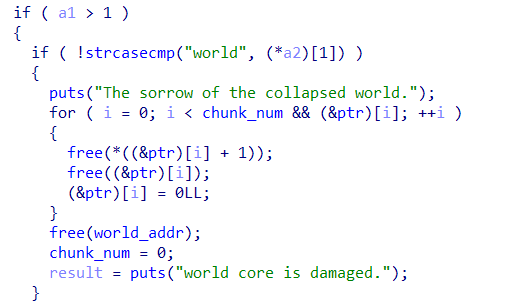 if ( a1 > 1 )
{
  if ( !strcasecmp("world", (*a2)[1]) )
  {
    puts("The sorrow of the collapsed world.");
    for ( i = 0; i < chunk_num && (&ptr)[i]; ++i )
    {
      free(*((&ptr)[i] + 1));
      free((&ptr)[i]);
      (&ptr)[i] = 0LL;
    }
    free(world_addr);
    chunk_num = 0;
    result = puts("world core is damaged.");
  }